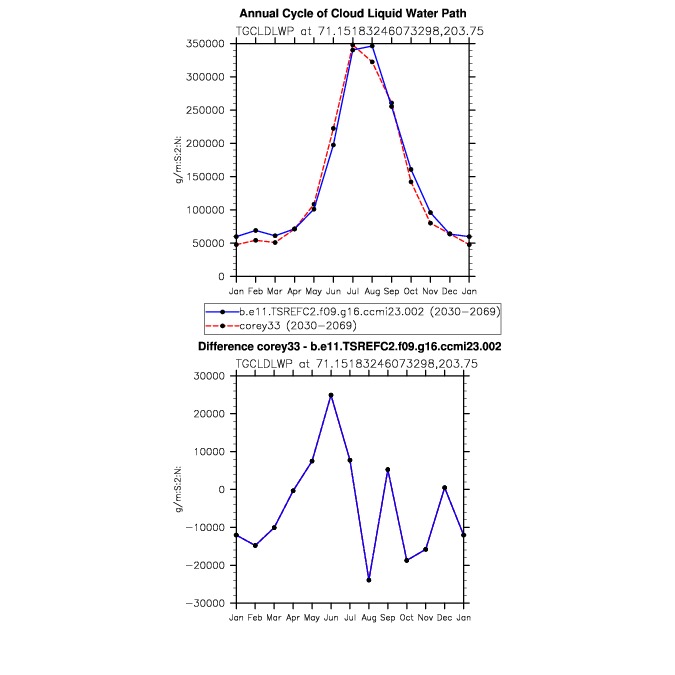 Annual Cycle of Cloud Liquid Water Path
TGCLDLWP at 71.15183246073298,203.75
350000
300000
250000
200000
150000
100000
50000
0
g/m:S:2:N:
Jan Feb Mar Apr May Jun Jul Aug Sep Oct Nov Dec Jan
b.e11.TSREFC2.f09.g16.ccmi23.002 (2030-2069)
corey33 (2030-2069)
Difference corey33 - b.e11.TSREFC2.f09.g16.ccmi23.002
TGCLDLWP at 71.15183246073298,203.75
30000
20000
10000
0
-10000
-20000
-30000
g/m:S:2:N:
Jan Feb Mar Apr May Jun Jul Aug Sep Oct Nov Dec Jan